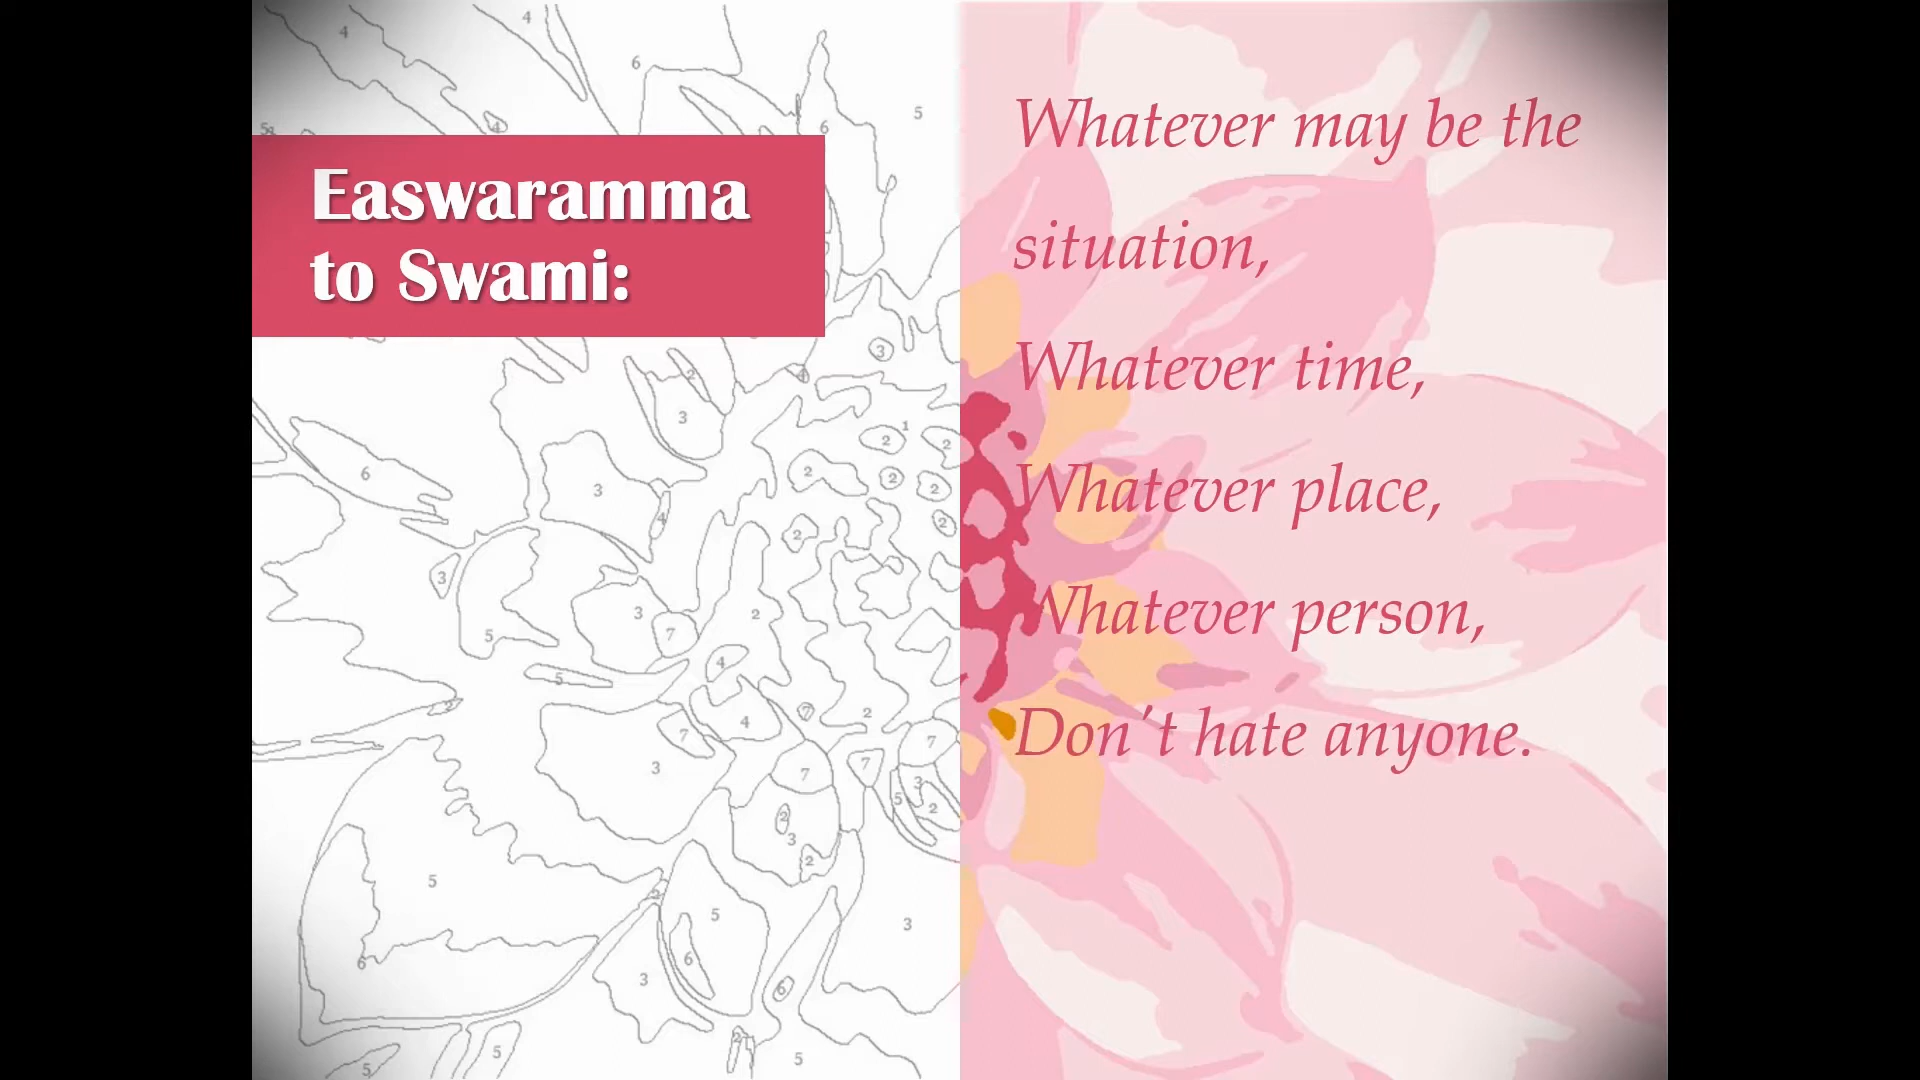 Easwaramma
to Swami:
Whatever may be the
situation,
Whatever time,
Whatever place,
Whatever person,
Don't hate anyone.